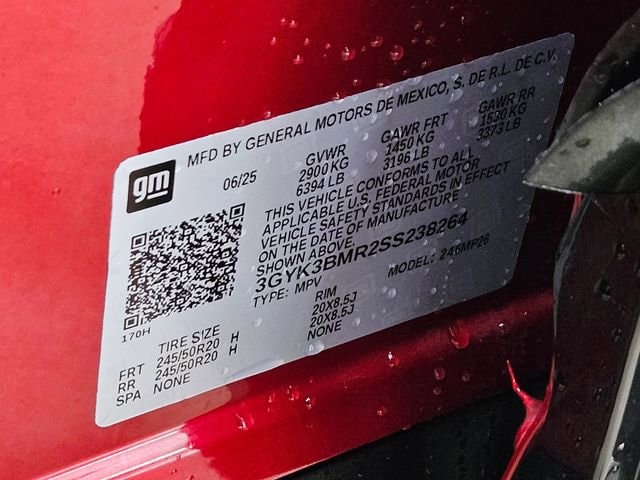 gm
MFD BY GENERAL MOTORS DE MEXICO, S. DE R.L. DE C.V.
06/25
GVWR GAWR FRT GAWR RR
2900 KG 1450 KG 1530 KG
6394 LB 3196 LB 3373 LB
THIS VEHICLE CONFORMS TO ALL
APPLICABLE U.S. FEDERAL MOTOR
VEHICLE SAFETY STANDARDS IN EFFECT
ON THE DATE OF MANUFACTURE
SHOWN ABOVE.
3GYK3BMR2SS238264
TYPE: MPV MODEL: 246MP26
170H
TIRE SIZE RIM
FRT 245/50R20 H 20X8.5J
RR 245/50R20 H 20X8.5J
SPA NONE NONE